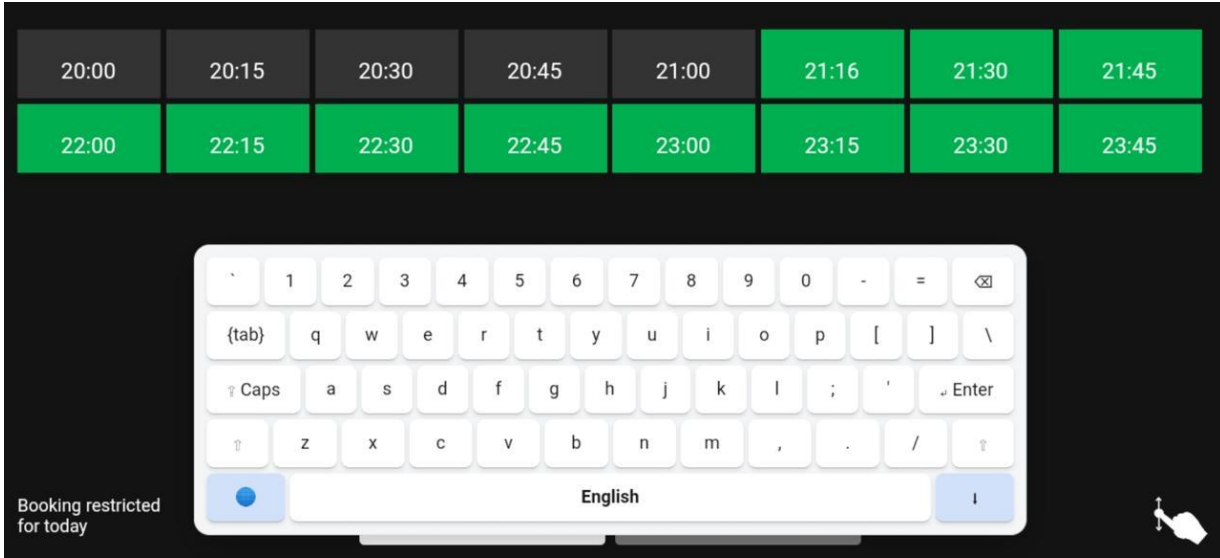 20:00 20:15 20:30 20:45 21:00 21:16 21:30 21:45
22:00 22:15 22:30 22:45 23:00 23:15 23:30 23:45
` 1 2 3 4 5 6 7 8 9 0 - = ⌫
{tab} q w e r t y u i o p [ ] \
⇧ Caps a s d f g h j k l ; ' ↵ Enter
⇧ z x c v b n m , . / ⇧
English ⬇
Booking restricted
for today